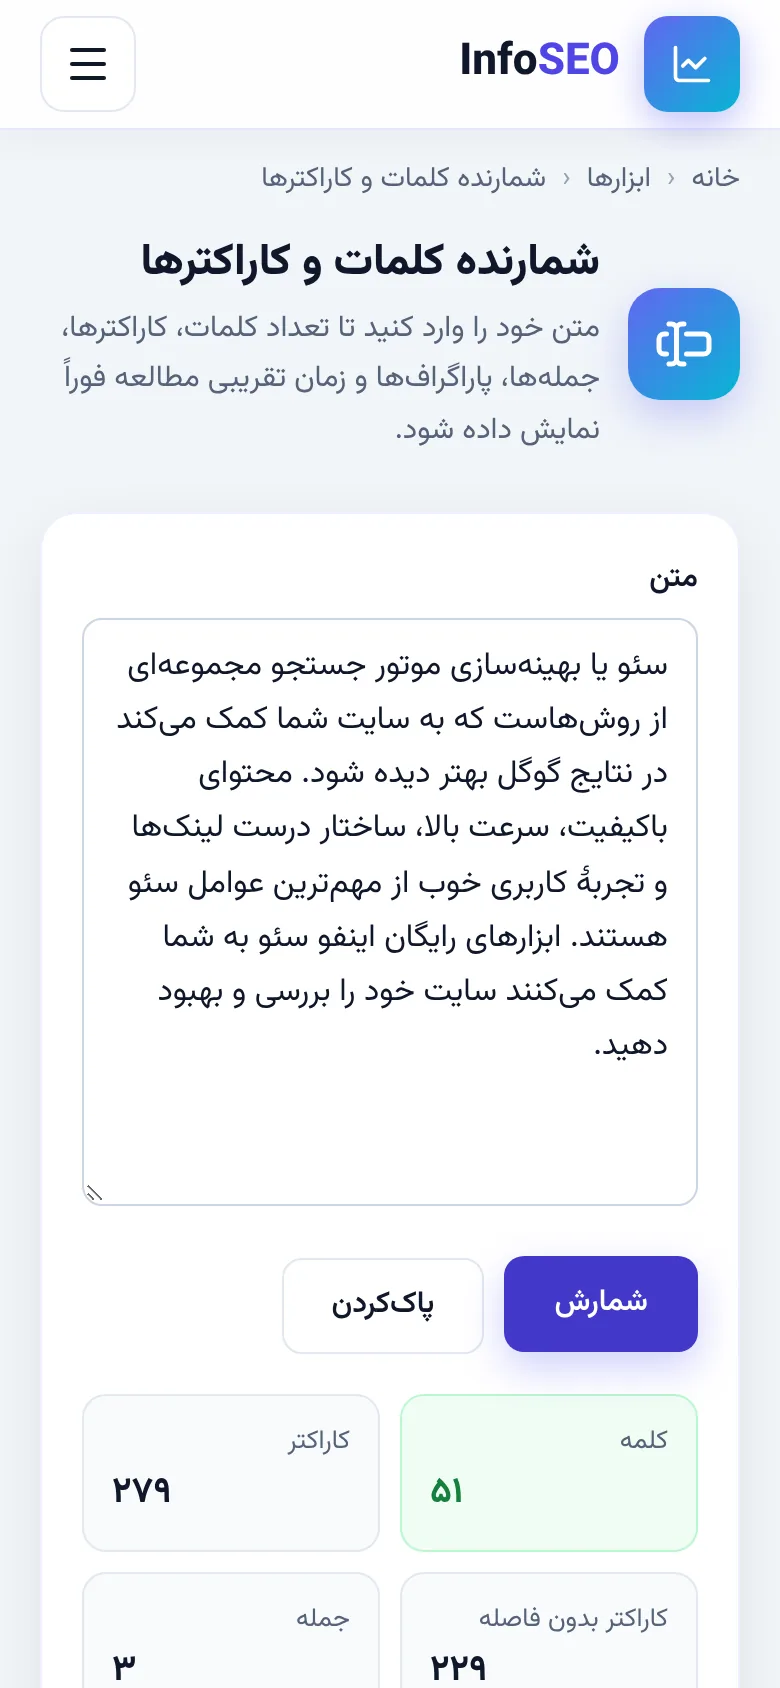 InfoSEO
خانه › ابزارها › شمارنده کلمات و کاراکترها
شمارنده کلمات و کاراکترها
متن خود را وارد کنید تا تعداد کلمات، کاراکترها،
جمله‌ها، پاراگراف‌ها و زمان تقریبی مطالعه فوراً
نمایش داده شود.
متن
سئو یا بهینه‌سازی موتور جستجو مجموعه‌ای
از روش‌هاست که به سایت شما کمک می‌کند
در نتایج گوگل بهتر دیده شود. محتوای
باکیفیت، سرعت بالا، ساختار درست لینک‌ها
و تجربهٔ کاربری خوب از مهم‌ترین عوامل سئو
هستند. ابزارهای رایگان اینفو سئو به شما
کمک می‌کنند سایت خود را بررسی و بهبود
دهید.
شمارش
پاک‌کردن
کلمه
۵۱
کاراکتر
۲۷۹
کاراکتر بدون فاصله
۲۲۹
جمله
۳